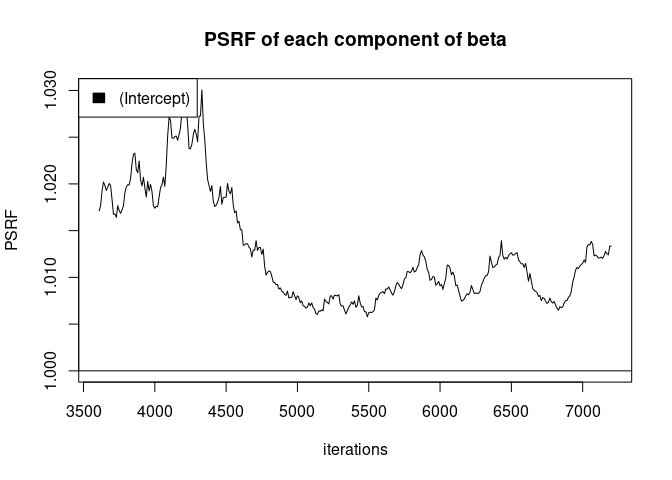 PSRF of each component of beta
(Intercept)
PSRF
1.030
1.020
1.010
1.000
3500 4000 4500 5000 5500 6000 6500 7000
iterations